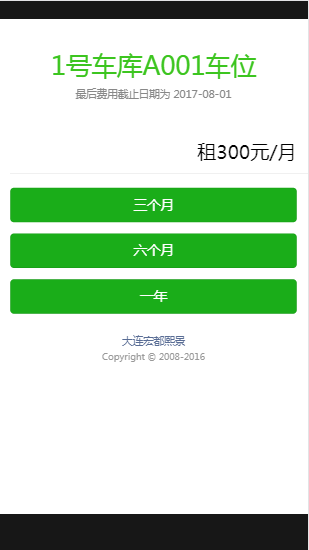 1号车库A001车位
最后费用截止日期为 2017-08-01
租300元/月
三个月
六个月
一年
大连宏都熙景
Copyright © 2008-2016